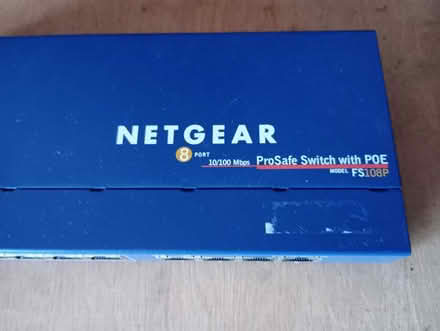 NETGEAR
8 PORT
10/100 Mbps ProSafe Switch with POE
MODEL FS108P